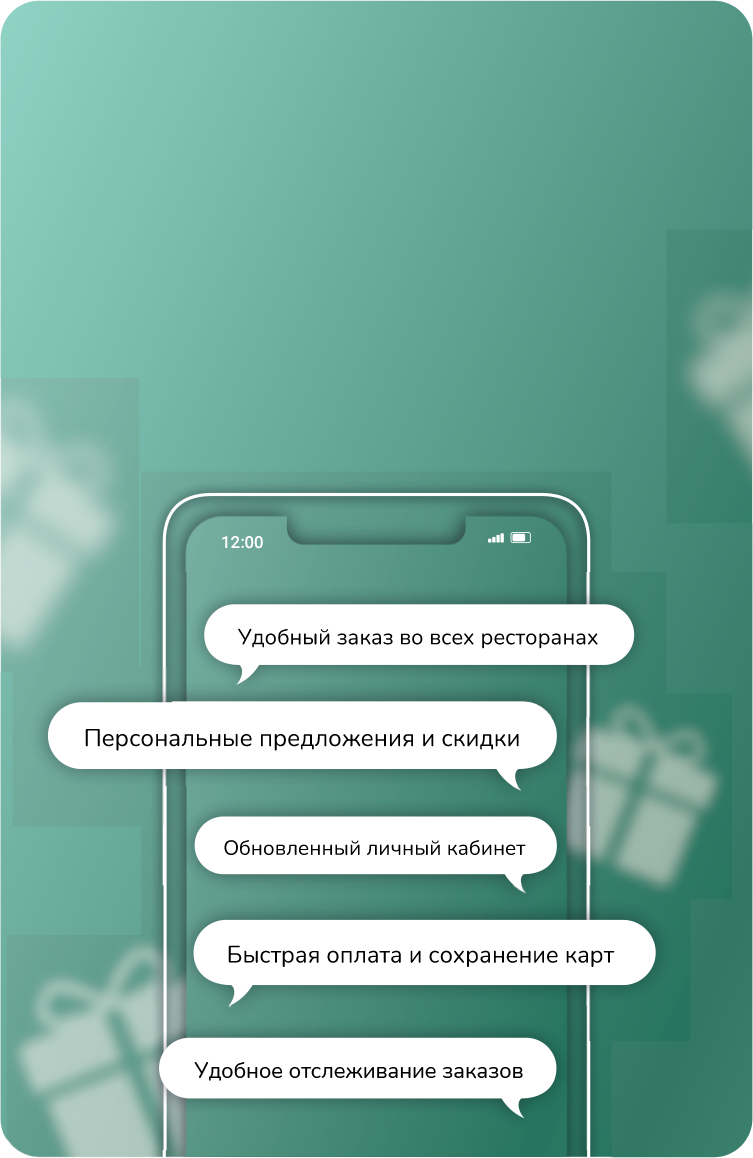 12:00
Удобный заказ во всех ресторанах
Персональные предложения и скидки
Обновленный личный кабинет
Быстрая оплата и сохранение карт
Удобное отслеживание заказов